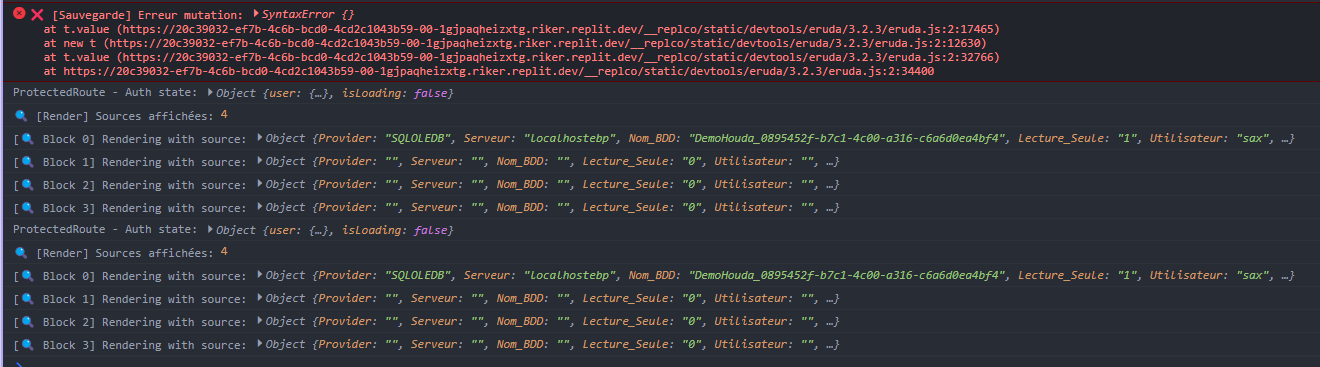 [Sauvegarde] Erreur mutation: SyntaxError {}
at t.value (https://20c39032-ef7b-4c6b-bcd0-4cd2c1043b59-00-1gjpaqheizxtg.riker.replit.dev/__replco/static/devtools/eruda/3.2.3/eruda.js:2:17465)
at new t (https://20c39032-ef7b-4c6b-bcd0-4cd2c1043b59-00-1gjpaqheizxtg.riker.replit.dev/__replco/static/devtools/eruda/3.2.3/eruda.js:2:12630)
at t.value (https://20c39032-ef7b-4c6b-bcd0-4cd2c1043b59-00-1gjpaqheizxtg.riker.replit.dev/__replco/static/devtools/eruda/3.2.3/eruda.js:2:32766)
at https://20c39032-ef7b-4c6b-bcd0-4cd2c1043b59-00-1gjpaqheizxtg.riker.replit.dev/__replco/static/devtools/eruda/3.2.3/eruda.js:2:34400
ProtectedRoute - Auth state: Object {user: {…}, isLoading: false}
[Render] Sources affichées: 4
[🔍 Block 0] Rendering with source: Object {Provider: "SQLOLEDB", Serveur: "Localhostebp", Nom_BDD: "DemoHouda_0895452f-b7c1-4c00-a316-c6a6d0ea4bf4", Lecture_Seule: "1", Utilisateur: "sax", …}
[🔍 Block 1] Rendering with source: Object {Provider: "", Serveur: "", Nom_BDD: "", Lecture_Seule: "0", Utilisateur: "", …}
[🔍 Block 2] Rendering with source: Object {Provider: "", Serveur: "", Nom_BDD: "", Lecture_Seule: "0", Utilisateur: "", …}
[🔍 Block 3] Rendering with source: Object {Provider: "", Serveur: "", Nom_BDD: "", Lecture_Seule: "0", Utilisateur: "", …}
ProtectedRoute - Auth state: Object {user: {…}, isLoading: false}
[Render] Sources affichées: 4
[🔍 Block 0] Rendering with source: Object {Provider: "SQLOLEDB", Serveur: "Localhostebp", Nom_BDD: "DemoHouda_0895452f-b7c1-4c00-a316-c6a6d0ea4bf4", Lecture_Seule: "1", Utilisateur: "sax", …}
[🔍 Block 1] Rendering with source: Object {Provider: "", Serveur: "", Nom_BDD: "", Lecture_Seule: "0", Utilisateur: "", …}
[🔍 Block 2] Rendering with source: Object {Provider: "", Serveur: "", Nom_BDD: "", Lecture_Seule: "0", Utilisateur: "", …}
[🔍 Block 3] Rendering with source: Object {Provider: "", Serveur: "", Nom_BDD: "", Lecture_Seule: "0", Utilisateur: "", …}